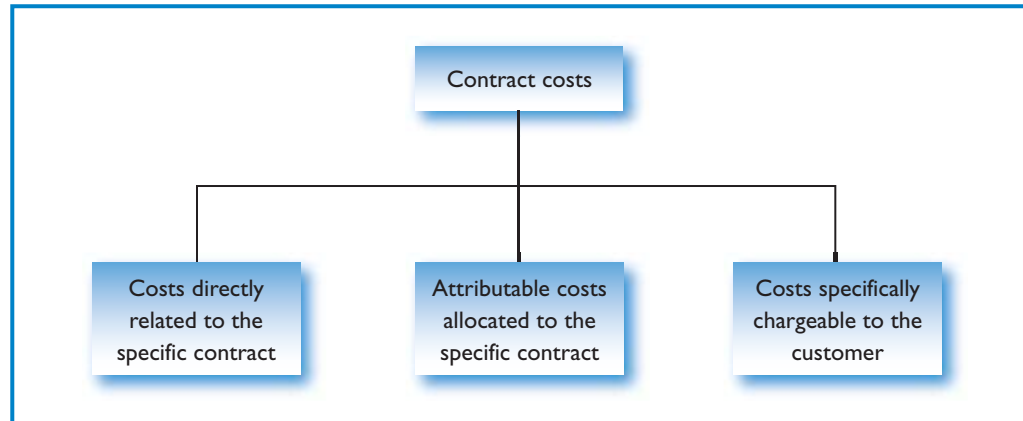 Contract costs
Costs directly
related to the
specific contract
Attributable costs
allocated to the
specific contract
Costs specifically
chargeable to the
customer